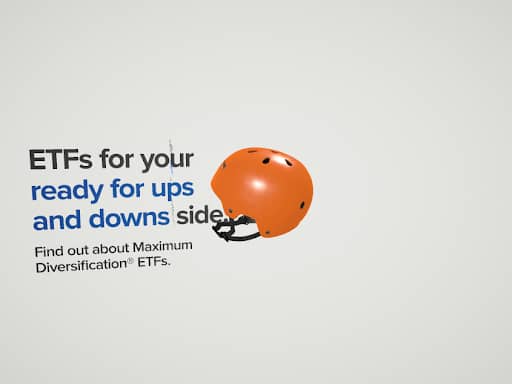 ETFs for your
ready for ups
and downs side.
Find out about Maximum
Diversification® ETFs.